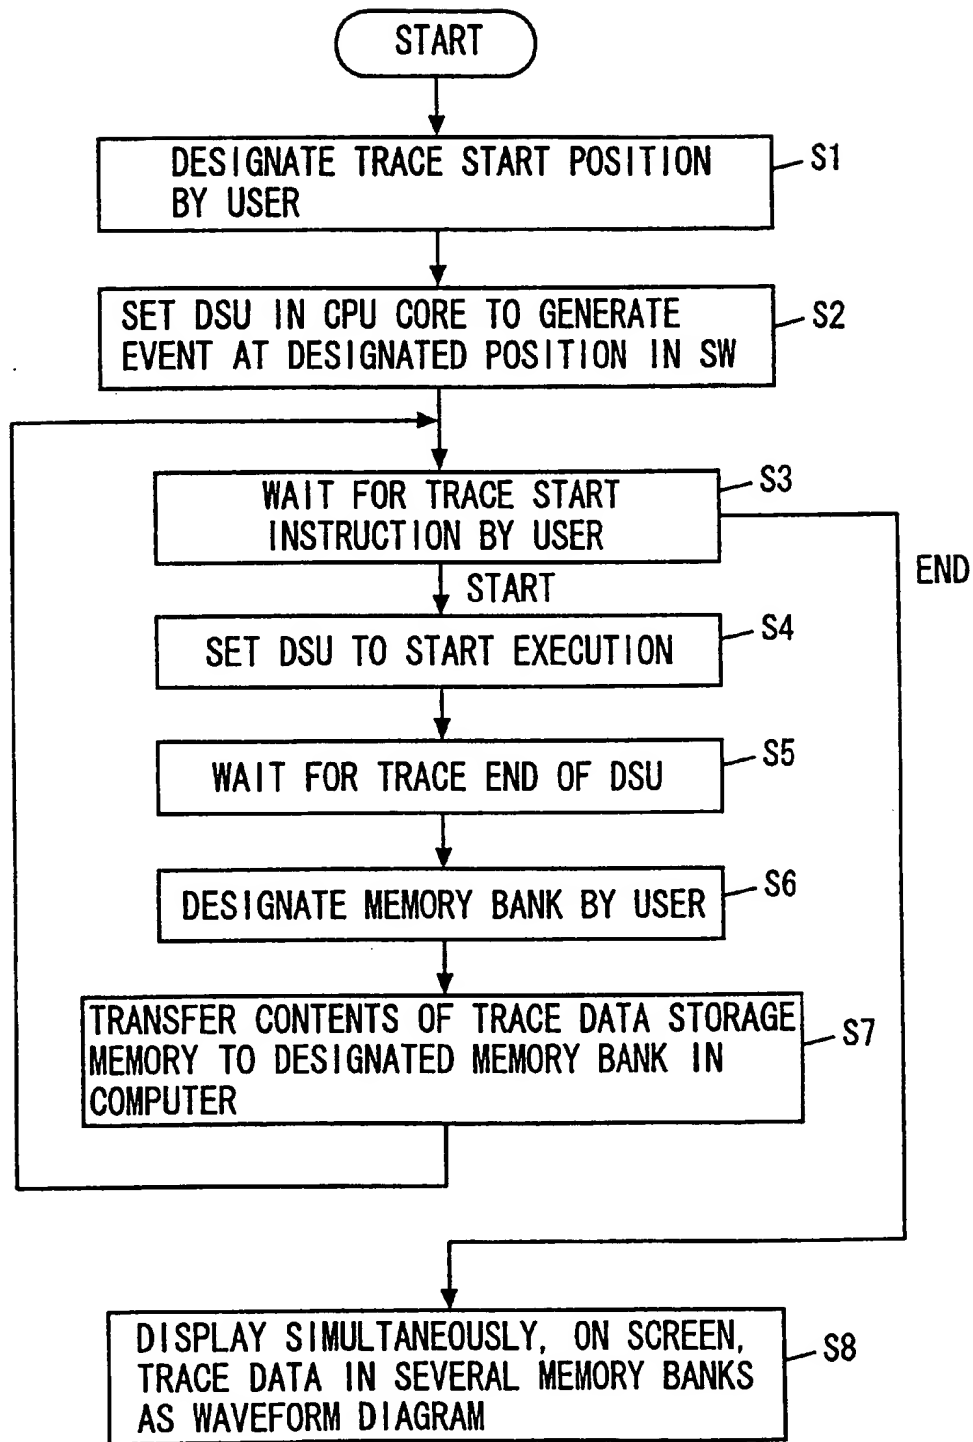 START
DESIGNATE TRACE START POSITION
BY USER
S1
SET DSU IN CPU CORE TO GENERATE
EVENT AT DESIGNATED POSITION IN SW
S2
WAIT FOR TRACE START
INSTRUCTION BY USER
S3
END
START
SET DSU TO START EXECUTION
S4
WAIT FOR TRACE END OF DSU
S5
DESIGNATE MEMORY BANK BY USER
S6
TRANSFER CONTENTS OF TRACE DATA STORAGE
MEMORY TO DESIGNATED MEMORY BANK IN
COMPUTER
S7
DISPLAY SIMULTANEOUSLY, ON SCREEN,
TRACE DATA IN SEVERAL MEMORY BANKS
AS WAVEFORM DIAGRAM
S8